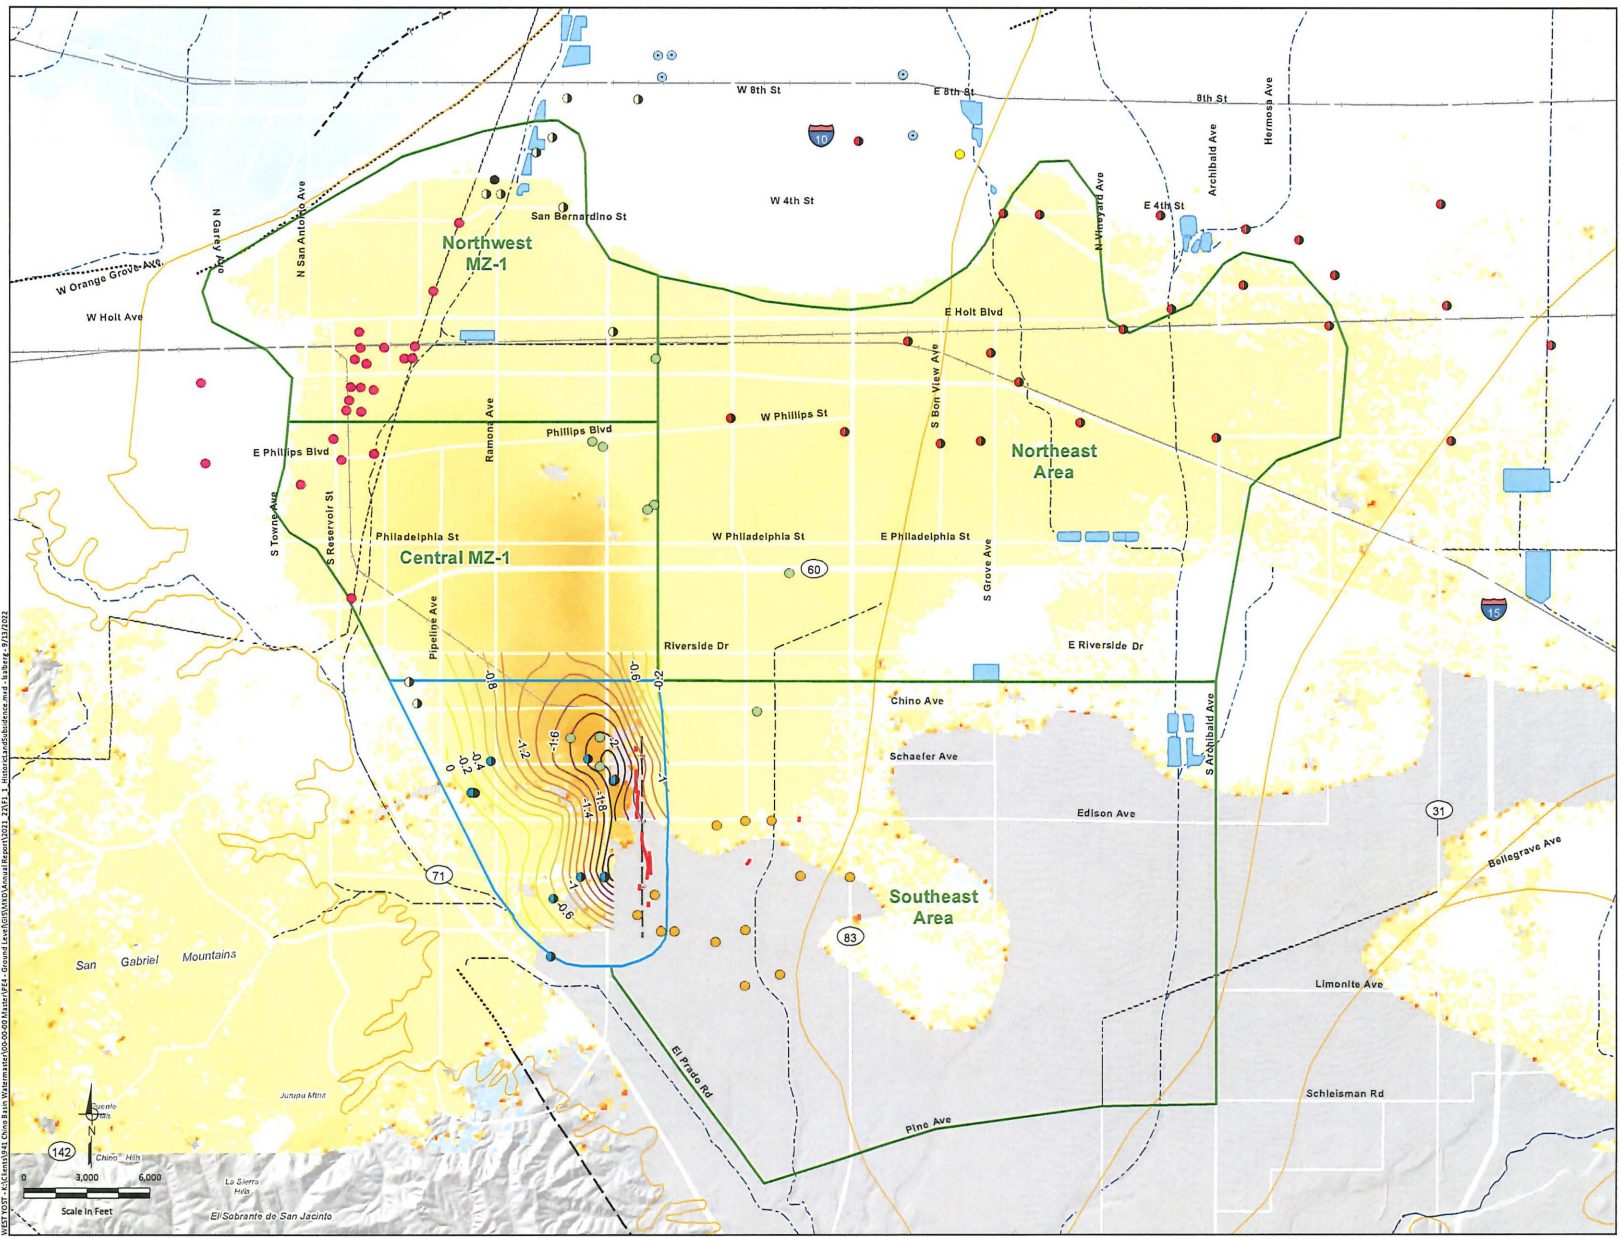 W 8th St
E 8th St
8th St
10
Hermosa Ave
Archibald Ave
N Vineyard Ave
E 4th St
W 4th St
San Bernardino St
N Garey Ave
N San Antonio Ave
Northwest
MZ-1
W Orange Grove Ave
W Holt Ave
E Holt Blvd
S Bon View Ave
Ramona Ave
Phillips Blvd
W Phillips St
E Phillips Blvd
Northeast
Area
S Towne Ave
S Reservoir St
Philadelphia St
W Philadelphia St
E Philadelphia St
Central MZ-1
60
S Grove Ave
Pipeline Ave
15
Riverside Dr
E Riverside Dr
-0.8
-0.6
-0.2
Chino Ave
S Archibald Ave
-1.6
-2
-1.2
-0.4
-0.2
0
-1
Schaefer Ave
-1.8
-1.4
Edison Ave
31
Bellegrave Ave
71
-1
-0.6
Southeast
Area
83
San Gabriel Mountains
Limonite Ave
El Prado Rd
Jurupa Mtns
Puente
Hills
Schleisman Rd
Pine Ave
N
142
Chino Hills
0 3,000 6,000
Scale in Feet
La Sierra
Hills
El Sobrante de San Jacinto